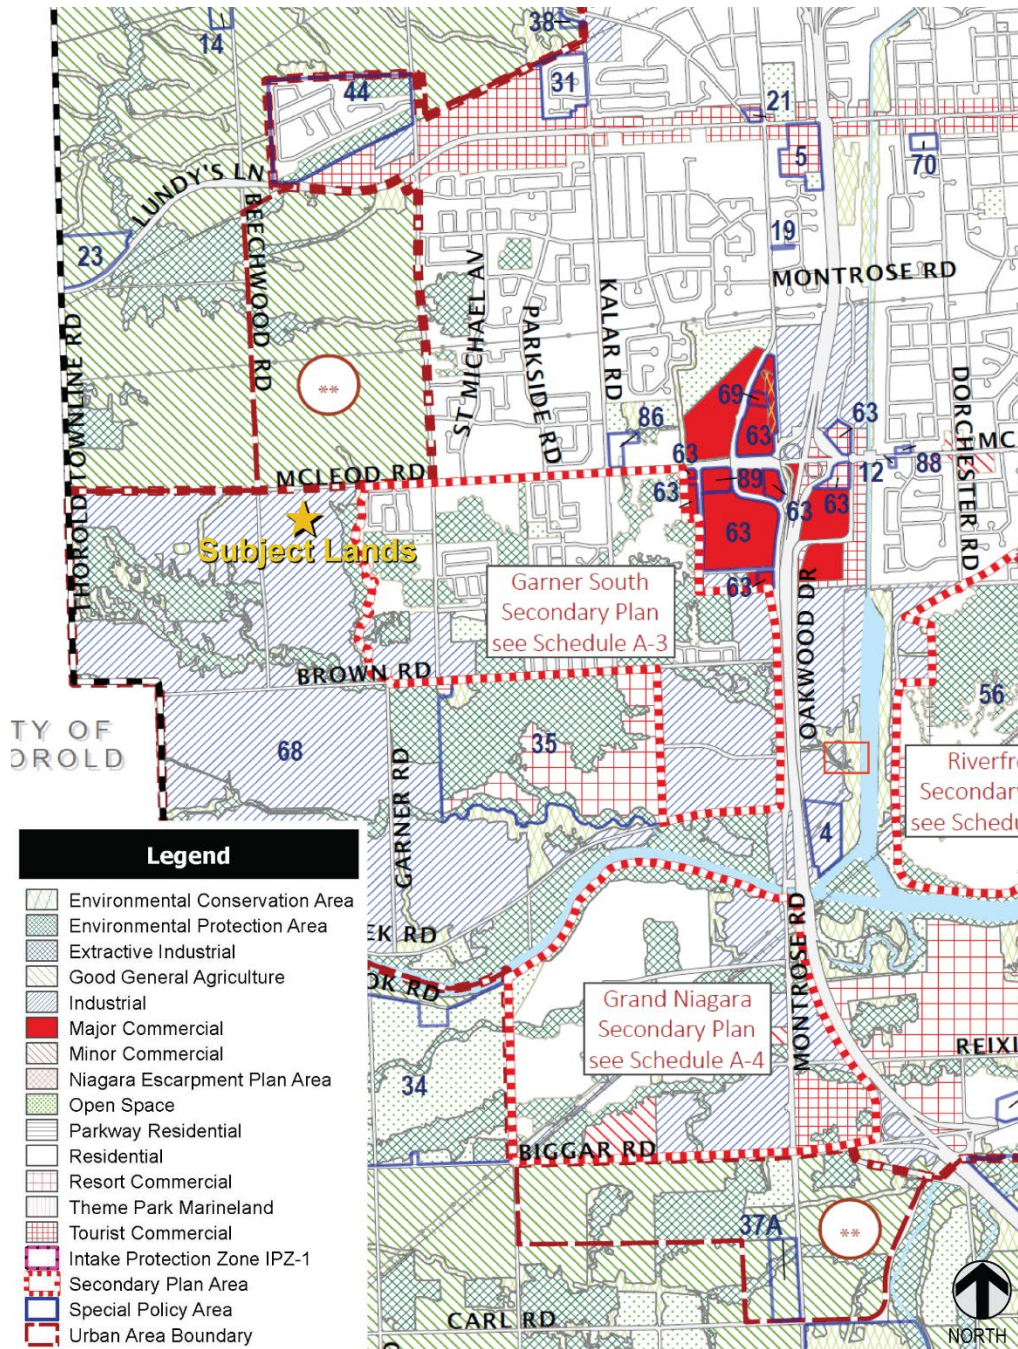 38
14
31
44
21
5
70
LUNDY'S LN
BEECHWOOD RD
23
19
MONTROSE RD
THOROLD TOWNLINE RD
ST MICHAEL AV
PARKSIDE RD
KALAR RD
DORCHESTER RD
**
69
63
63
86
63
MCLEOD RD
63
89
63
63
12
88
MC
Subject Lands
63
63
Garner South
Secondary Plan
see Schedule A-3
OAKWOOD DR
BROWN RD
56
TY OF
OROLD
68
35
Riverfro
Secondary
see Schedu
GARNER RD
4
EK RD
OK RD
MONTROSE RD
Grand Niagara
Secondary Plan
see Schedule A-4
REIXI
34
BIGGAR RD
37A
**
CARL RD
NORTH
Legend
Environmental Conservation Area
Environmental Protection Area
Extractive Industrial
Good General Agriculture
Industrial
Major Commercial
Minor Commercial
Niagara Escarpment Plan Area
Open Space
Parkway Residential
Residential
Resort Commercial
Theme Park Marineland
Tourist Commercial
Intake Protection Zone IPZ-1
Secondary Plan Area
Special Policy Area
Urban Area Boundary